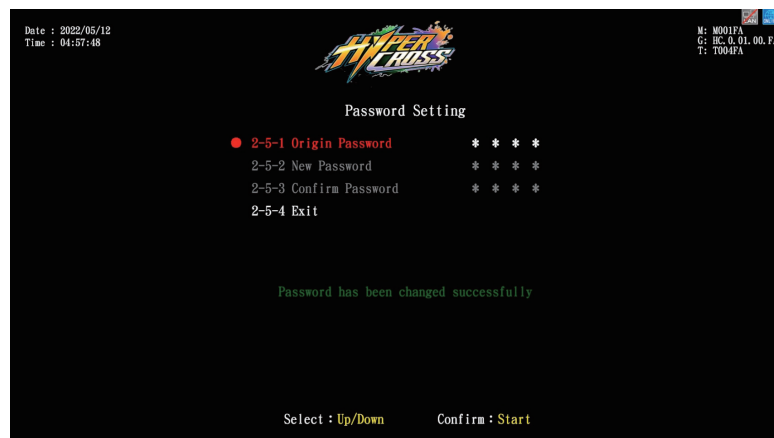 Date : 2022/05/12
Time : 04:57:48
LAN
M: M001FA
G: HC.0.01.00.F
T: T004FA
HYPER
CROSS
Password Setting
2-5-1 Origin Password * * * *
2-5-2 New Password * * * *
2-5-3 Confirm Password * * * *
2-5-4 Exit
Password has been changed successfully
Select：Up/Down Confirm：Start